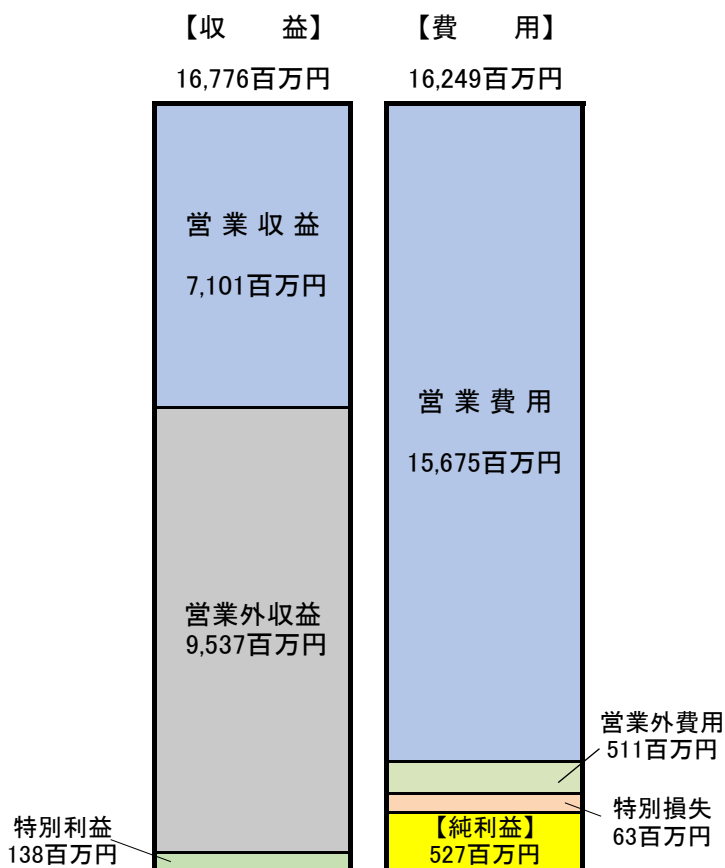 【収　　益】
16,776百万円
営 業 収 益
7,101百万円
営業外収益
9,537百万円
特別利益
138百万円
【費　　用】
16,249百万円
営 業 費 用
15,675百万円
営業外費用
511百万円
特別損失
63百万円
【純利益】
527百万円